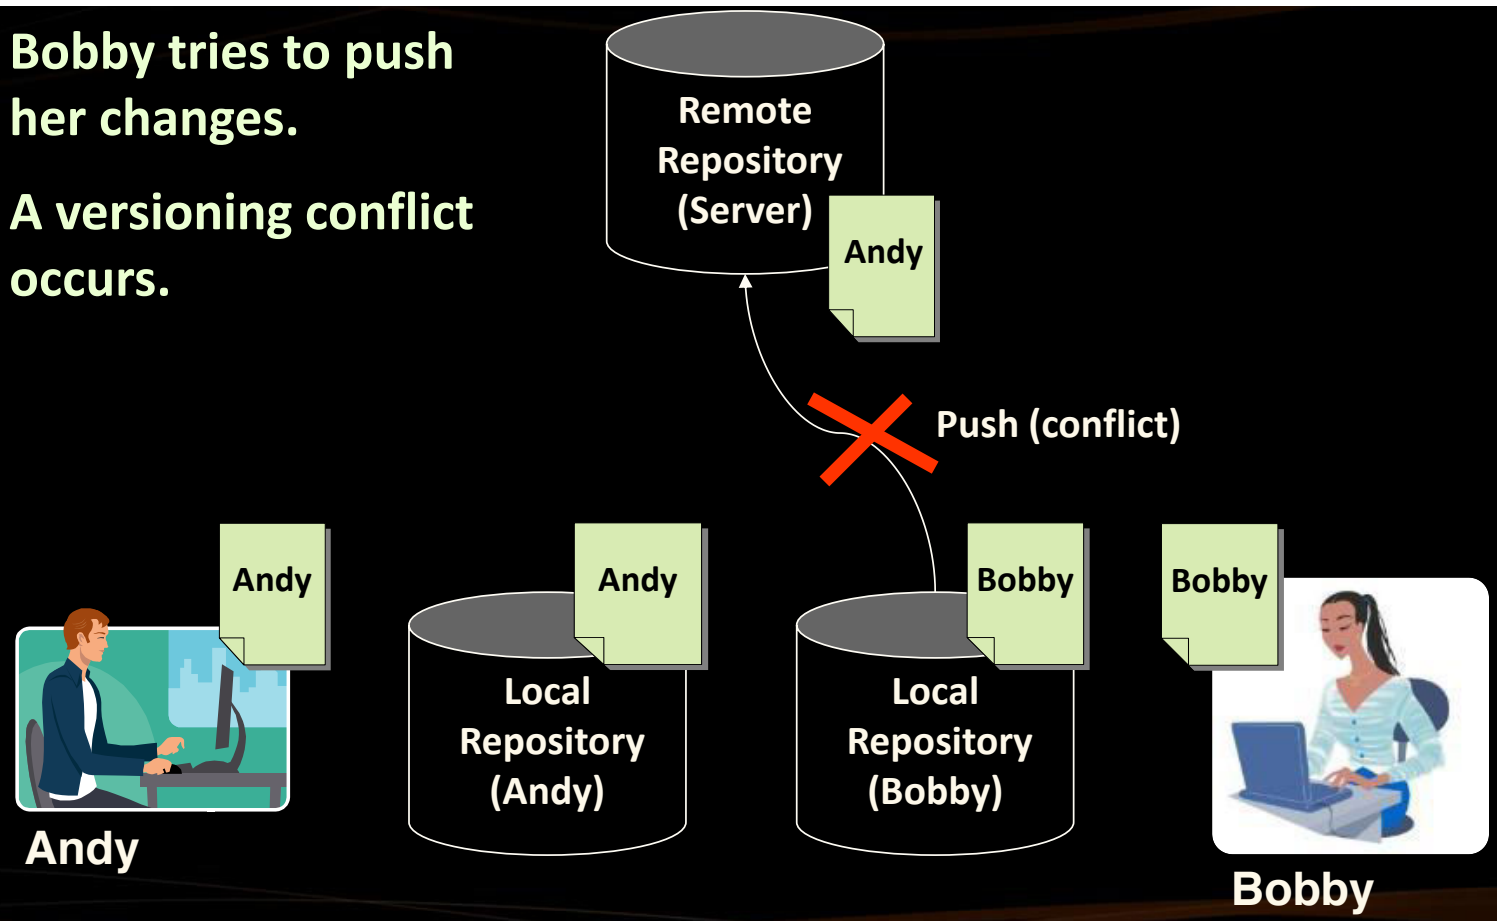 Bobby tries to push
her changes.
A versioning conflict
occurs.
Remote
Repository
(Server)
Andy
Push (conflict)
Andy
Andy
Bobby
Bobby
Local
Repository
(Andy)
Local
Repository
(Bobby)
Andy
Bobby